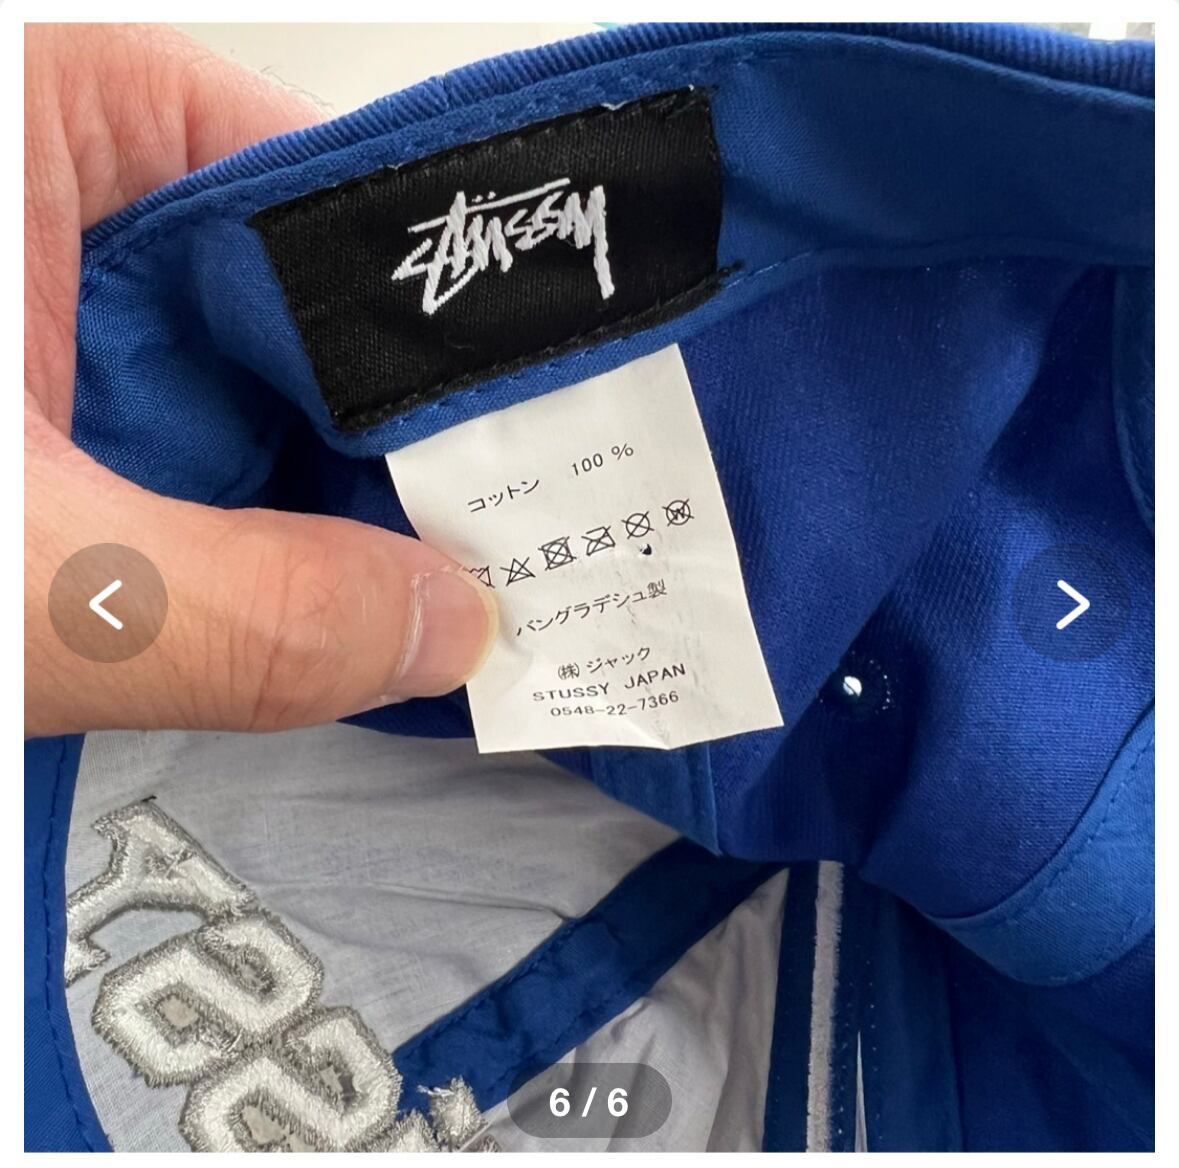 Stüssy
コットン 100 %
バングラデシュ製
(株) ジャック
STUSSY JAPAN
0548-22-7366
6 / 6